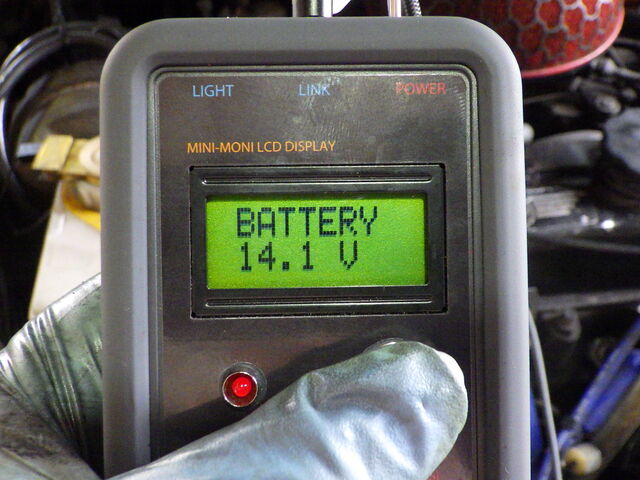 LIGHT LINK POWER
MINI-MONI LCD DISPLAY
BATTERY
14.1 V